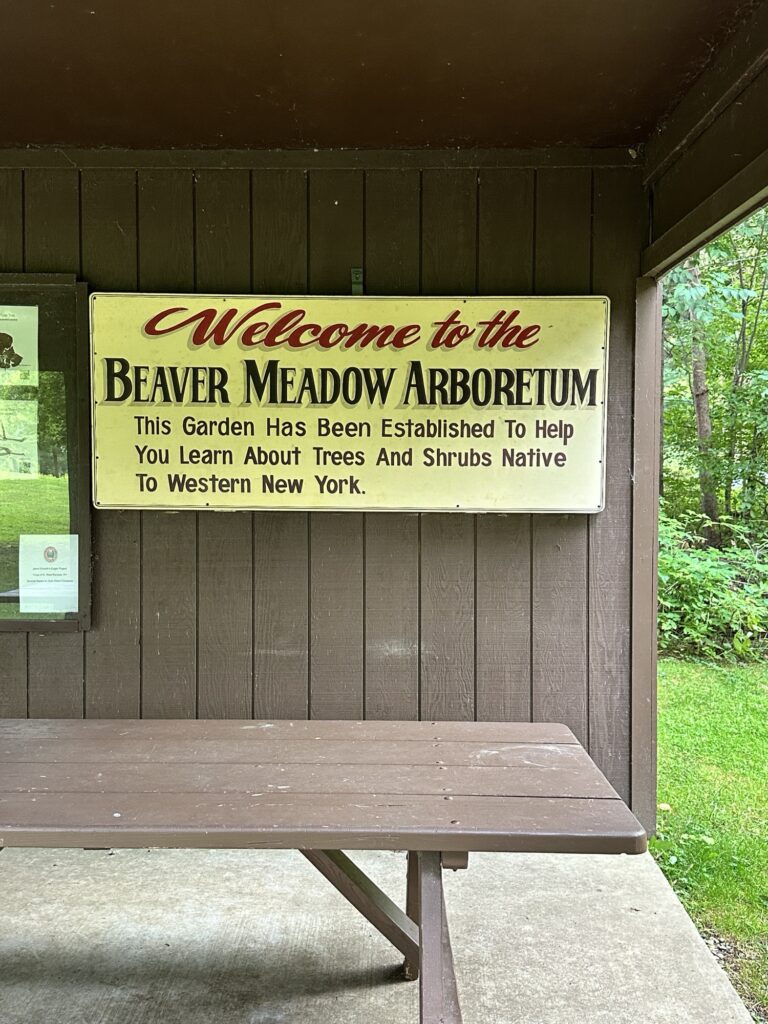 Welcome to the
BEAVER MEADOW ARBORETUM
This Garden Has Been Established To Help
You Learn About Trees And Shrubs Native
To Western New York.